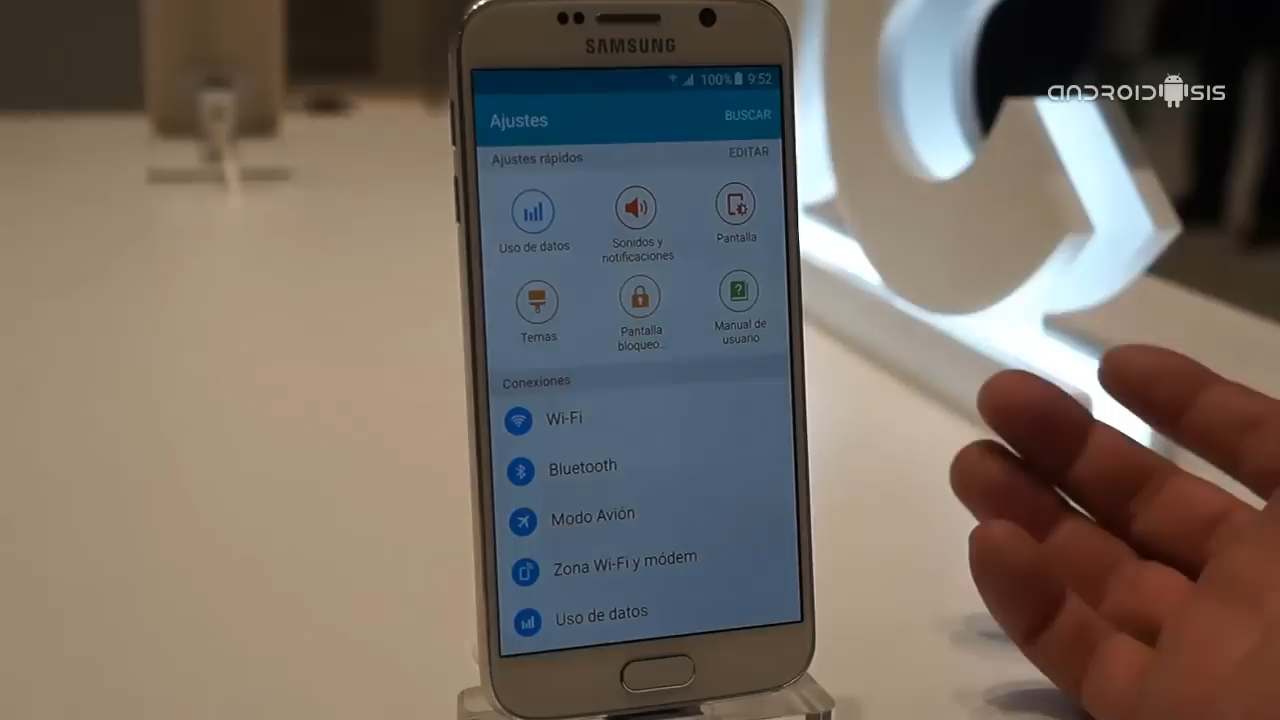 ANDROIDSIS
SAMSUNG
100% 9:52
Ajustes
BUSCAR
Ajustes rápidos
EDITAR
Uso de datos
Sonidos y
notificaciones
Pantalla
Temas
Pantalla
bloqueo...
Manual de
usuario
Conexiones
Wi-Fi
Bluetooth
Modo Avión
Zona Wi-Fi y módem
Uso de datos